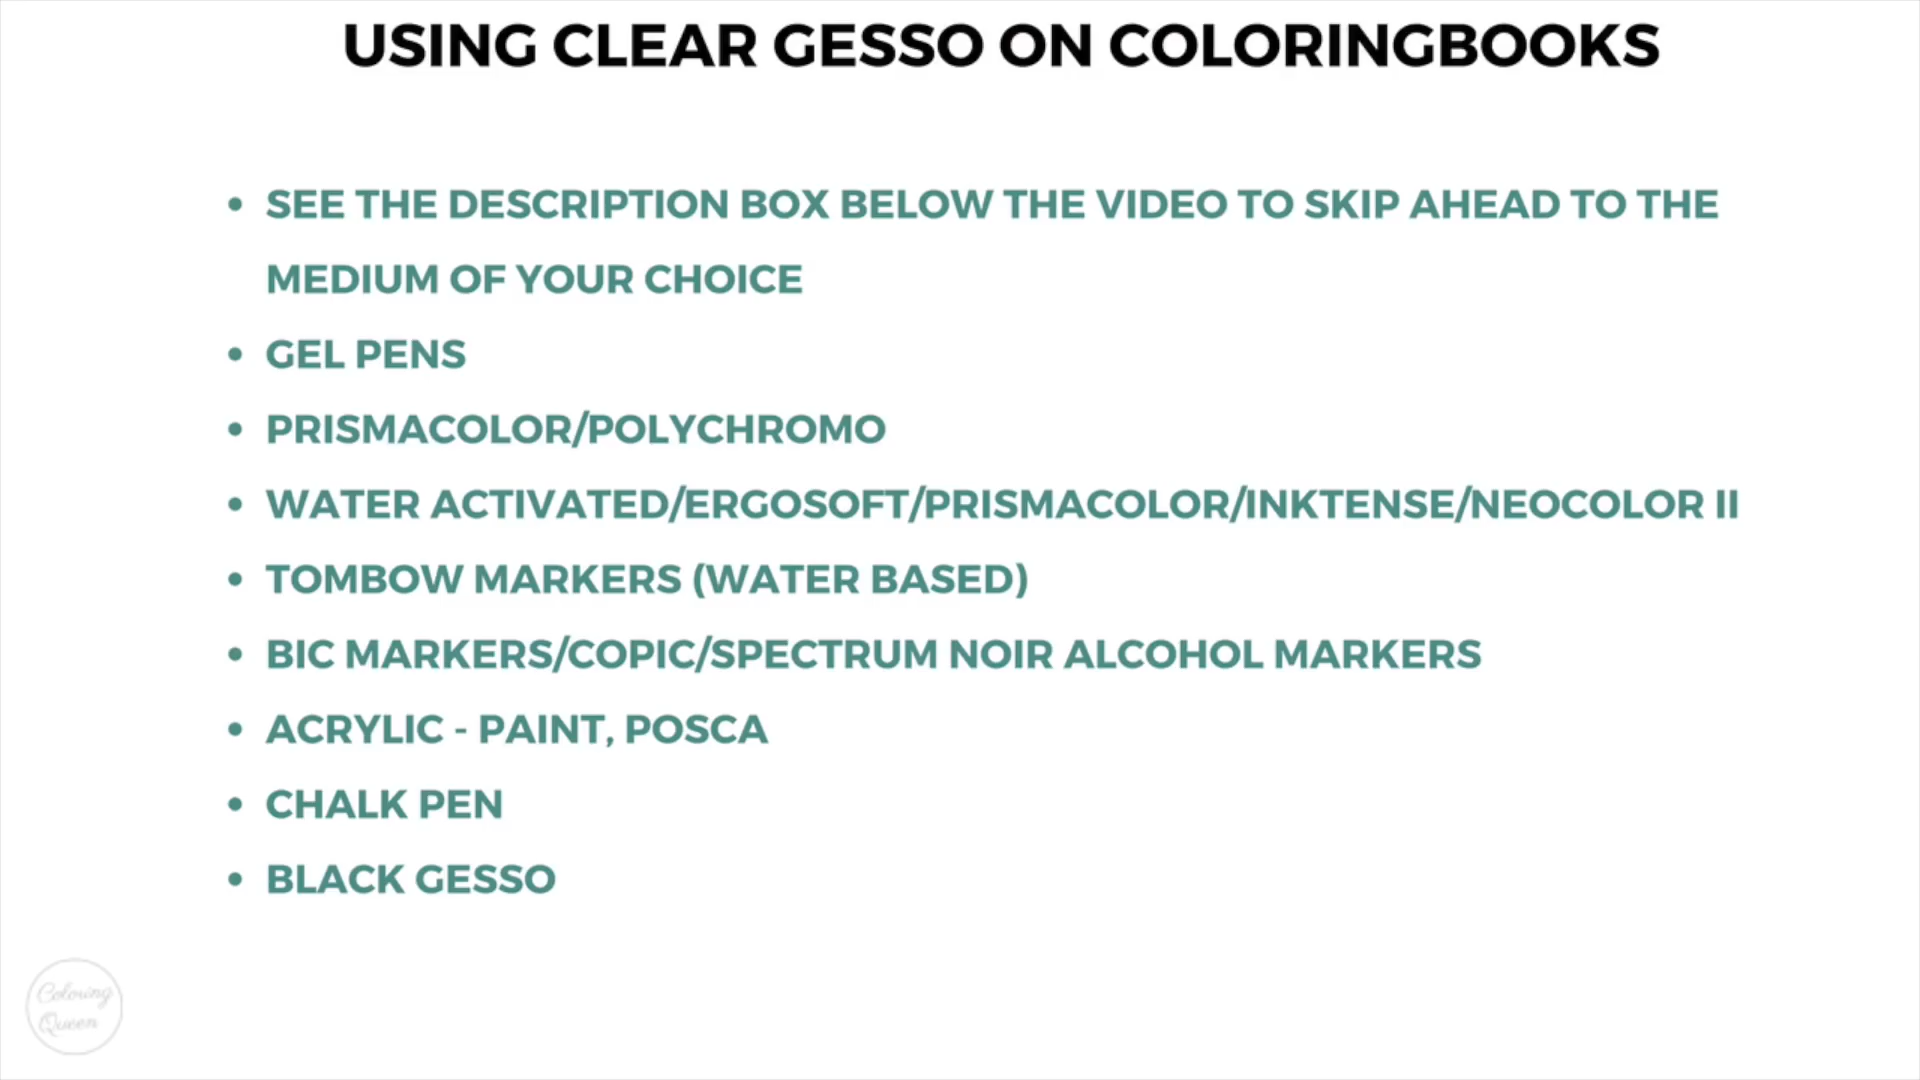 USING CLEAR GESSO ON COLORINGBOOKS
• SEE THE DESCRIPTION BOX BELOW THE VIDEO TO SKIP AHEAD TO THE
MEDIUM OF YOUR CHOICE
• GEL PENS
• PRISMACOLOR/POLYCHROMO
• WATER ACTIVATED/ERGOSOFT/PRISMACOLOR/INKTENSE/NEOCOLOR II
• TOMBOW MARKERS (WATER BASED)
• BIC MARKERS/COPIC/SPECTRUM NOIR ALCOHOL MARKERS
• ACRYLIC - PAINT, POSCA
• CHALK PEN
• BLACK GESSO
Coloring
Queen